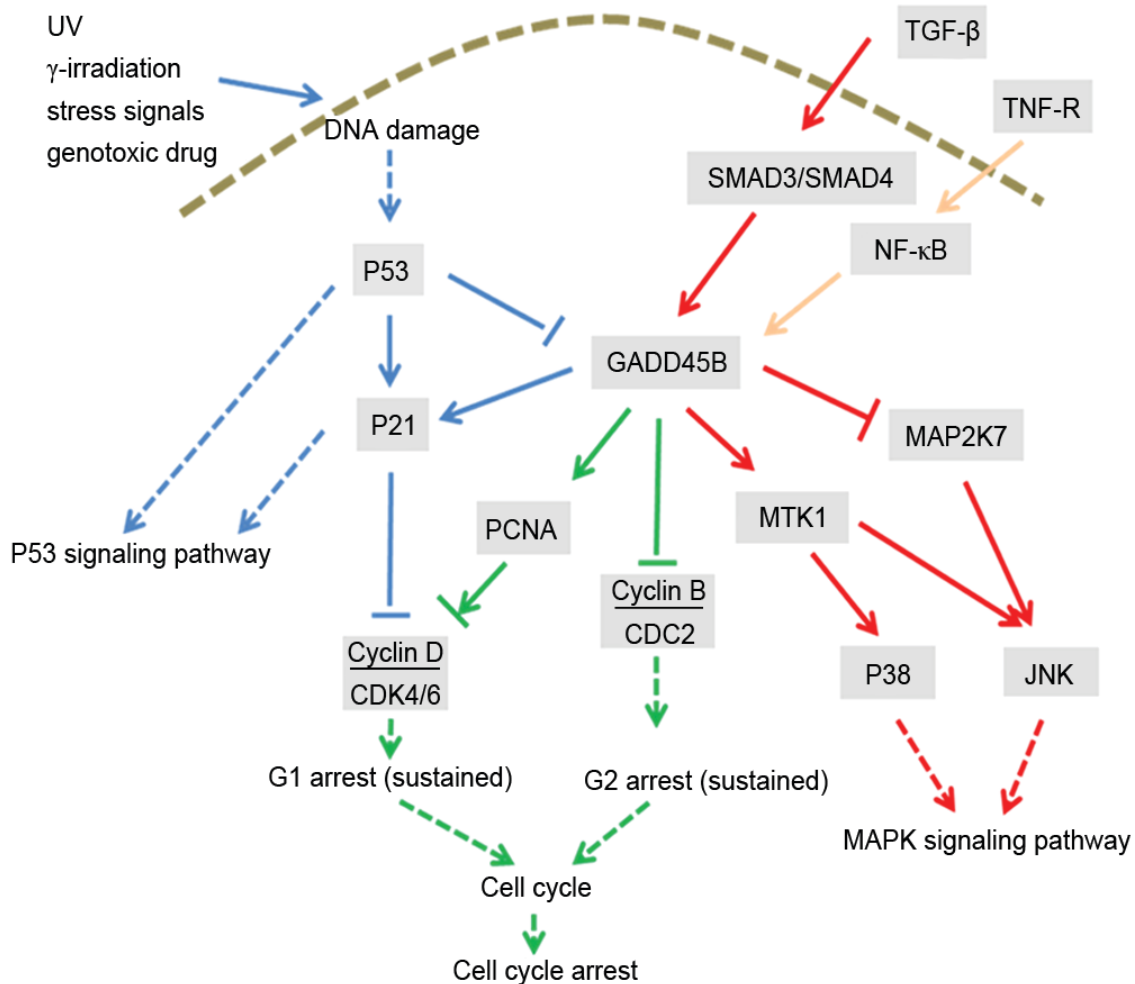 UV
γ-irradiation
stress signals
genotoxic drug
DNA damage
TGF-β
TNF-R
SMAD3/SMAD4
NF-κB
P53
GADD45B
P21
MAP2K7
PCNA
MTK1
P53 signaling pathway
Cyclin B
CDC2
Cyclin D
CDK4/6
P38
JNK
G1 arrest (sustained)
G2 arrest (sustained)
MAPK signaling pathway
Cell cycle
Cell cycle arrest